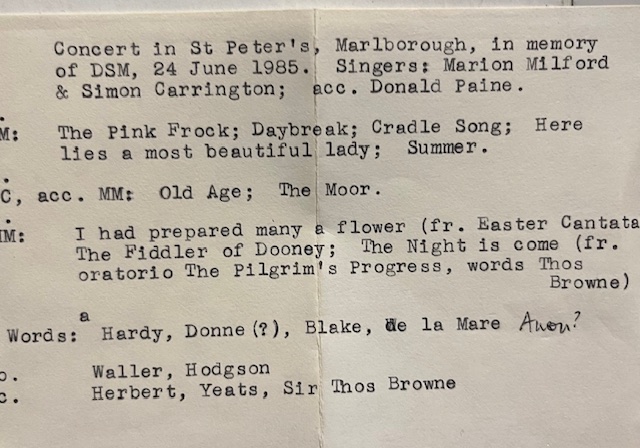 Concert in St Peter's, Marlborough, in memory
of DSM, 24 June 1985. Singers: Marion Milford
& Simon Carrington; acc. Donald Paine.
M: The Pink Frock; Daybreak; Cradle Song; Here
lies a most beautiful lady; Summer.
C, acc. MM: Old Age; The Moor.
MM: I had prepared many a flower (fr. Easter Cantata
The Fiddler of Dooney; The Night is come (fr.
oratorio The Pilgrim's Progress, words Thos
Browne)
a
Words: Hardy, Donne(?), Blake, de la Mare Anon?
Waller, Hodgson
c. Herbert, Yeats, Sir Thos Browne